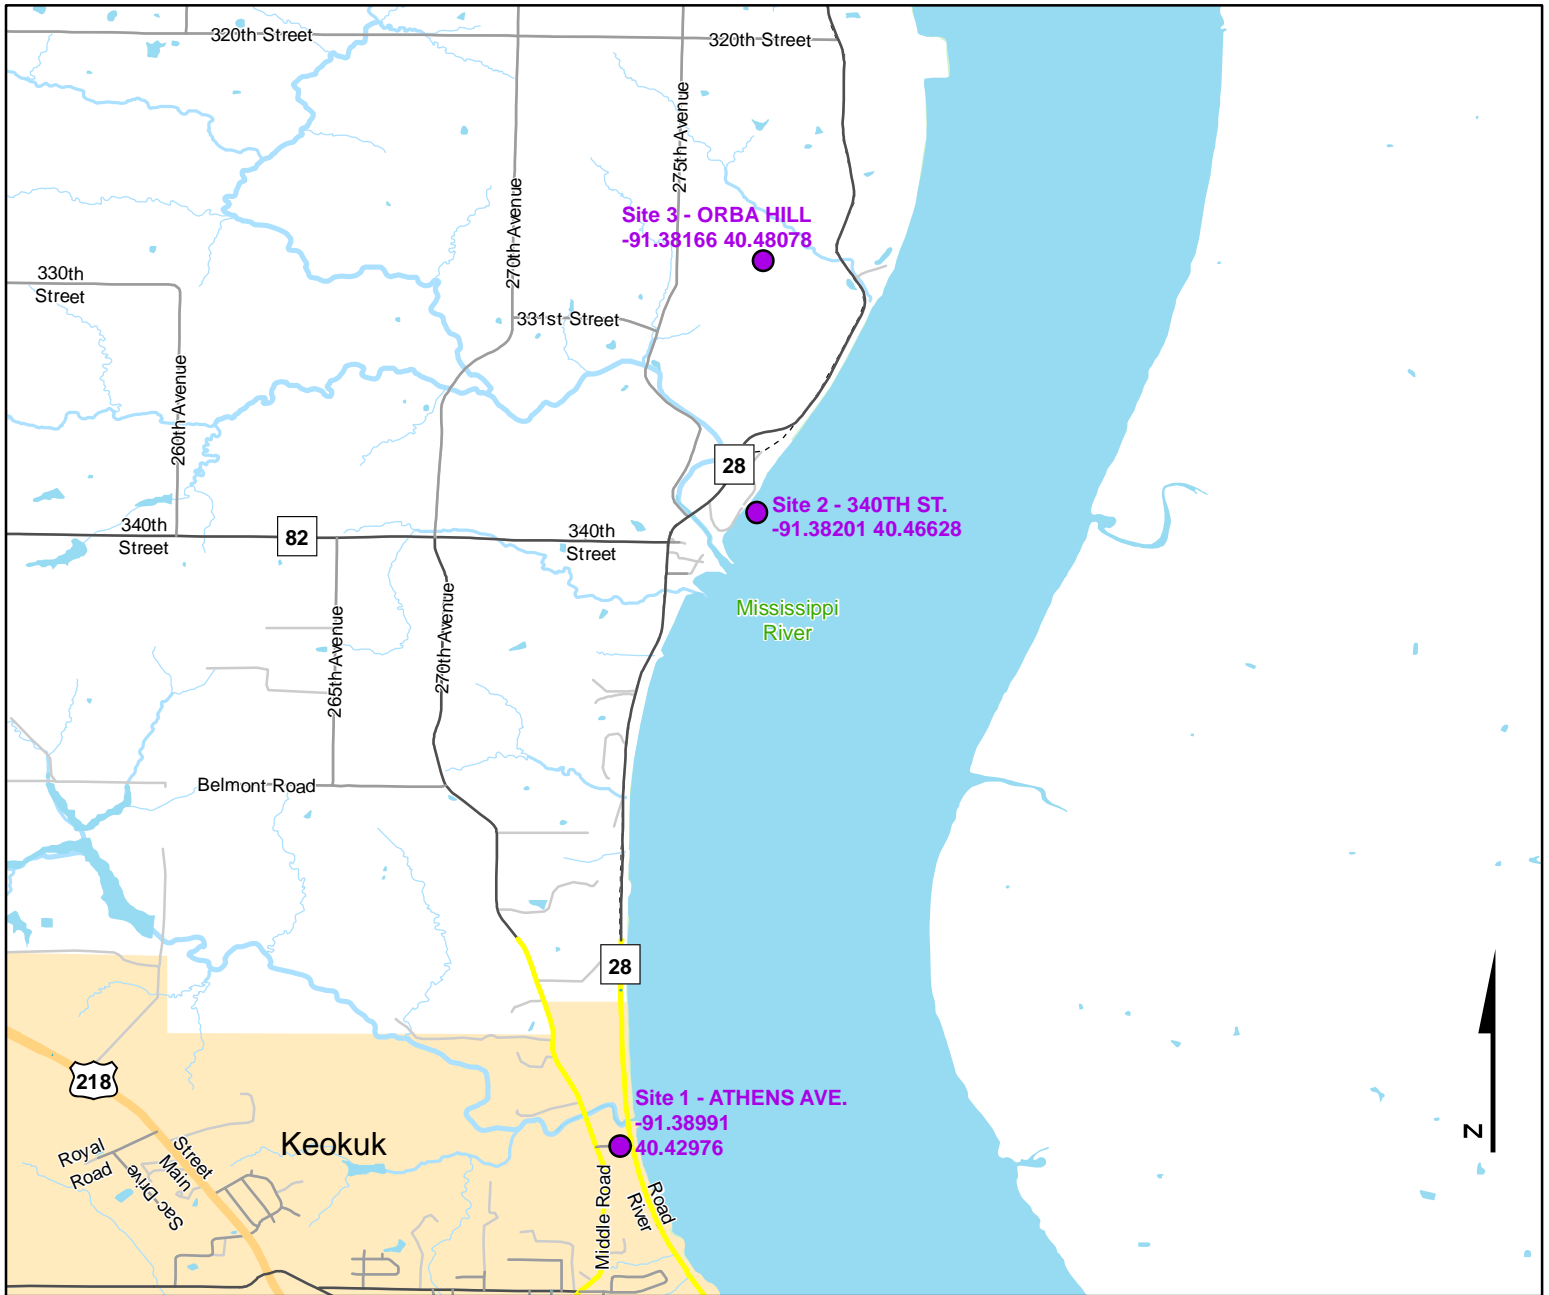 320th Street
320th Street
275th Avenue
270th Avenue
Site 3 - ORBA HILL
-91.38166 40.48078
330th
Street
331st Street
260th Avenue
28
Site 2 - 340TH ST.
-91.38201 40.46628
340th
Street
82
340th
Street
Mississippi
River
265th Avenue
270th Avenue
Belmont Road
28
218
Site 1 - ATHENS AVE.
-91.38991
40.42976
Keokuk
Royal
Road
Street
Main
Sac Drive
Middle Road
Road
River
N